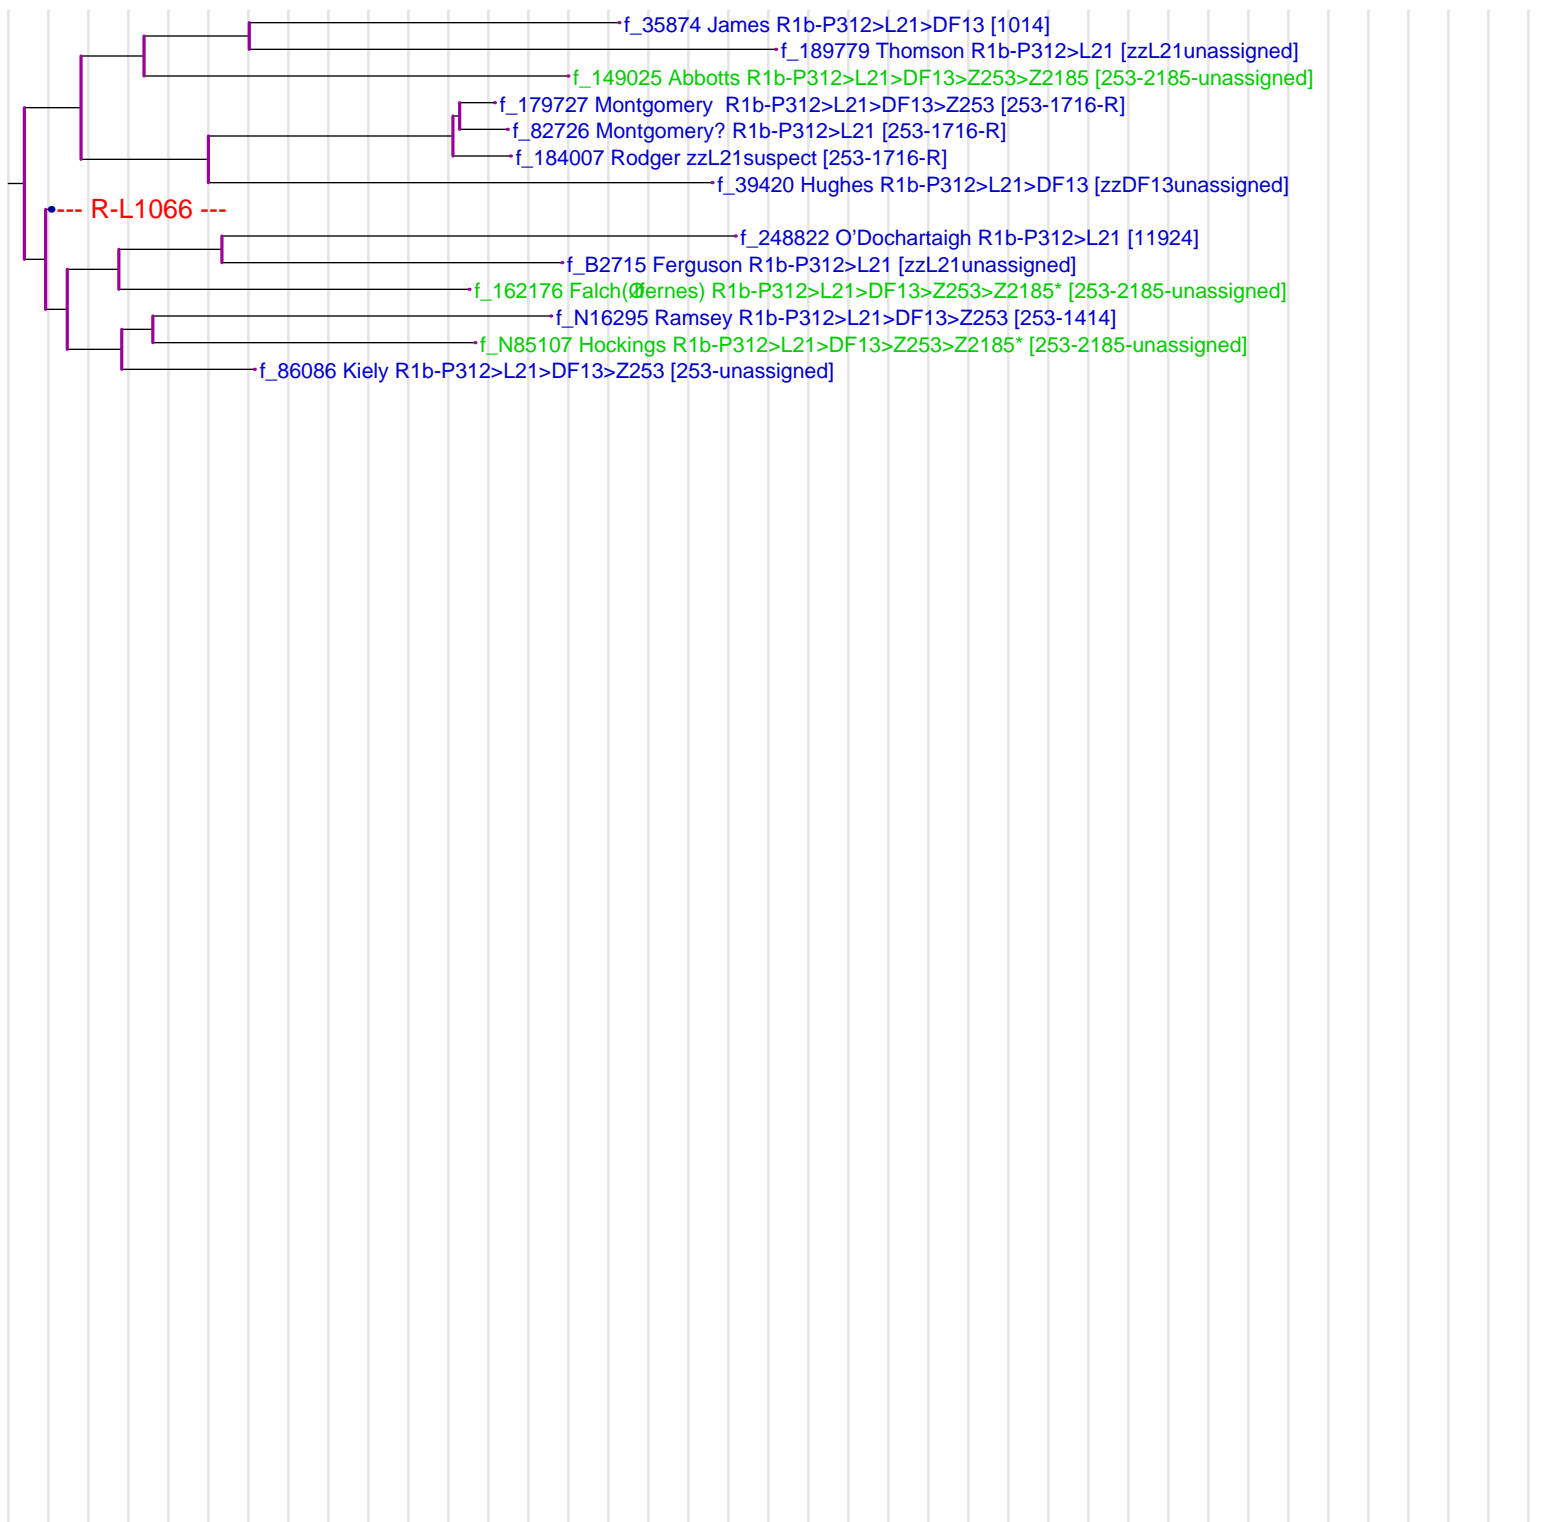 f_35874 James R1b-P312>L21>DF13 [1014]
f_189779 Thomson R1b-P312>L21 [zzL21unassigned]
f_149025 Abbotts R1b-P312>L21>DF13>Z253>Z2185 [253-2185-unassigned]
f_179727 Montgomery  R1b-P312>L21>DF13>Z253 [253-1716-R]
f_82726 Montgomery? R1b-P312>L21 [253-1716-R]
f_184007 Rodger zzL21suspect [253-1716-R]
f_39420 Hughes R1b-P312>L21>DF13 [zzDF13unassigned]
--- R-L1066 ---
f_248822 O'Dochartaigh R1b-P312>L21 [11924]
f_B2715 Ferguson R1b-P312>L21 [zzL21unassigned]
f_162176 R1b-P312>L21>DF13>Z253>Z2185* [253-2185-unassigned]
f_N16295 Ramsey R1b-P312>L21>DF13>Z253 [253-1414]
f_N85107 Hockings R1b-P312>L21>DF13>Z253>Z2185* [253-2185-unassigned]
f_86086 Kiely R1b-P312>L21>DF13>Z253 [253-unassigned]